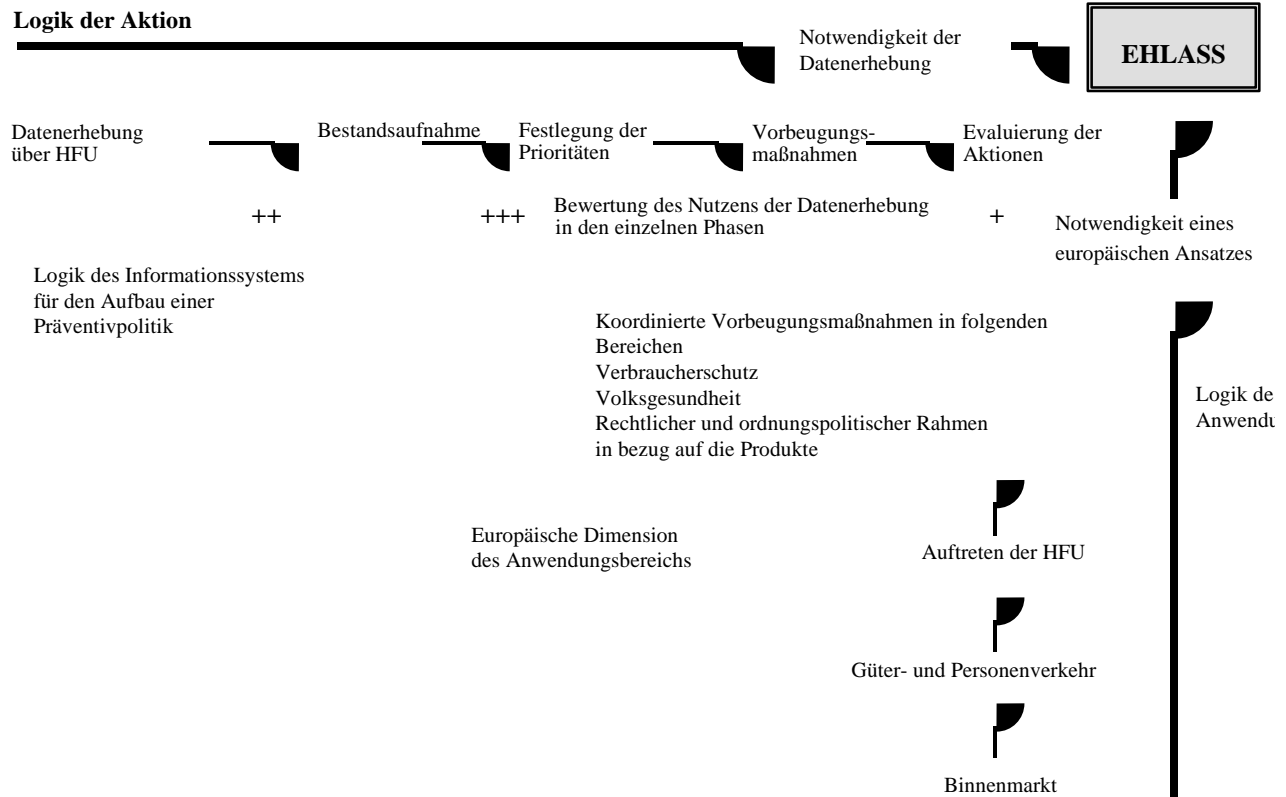 Logik der Aktion
Notwendigkeit der
Datenerhebung
EHLASS
Datenerhebung
über HFU
Bestandsaufnahme
Festlegung der
Prioritäten
Vorbeugungs-
maßnahmen
Evaluierung der
Aktionen
++
+++
Bewertung des Nutzens der Datenerhebung
in den einzelnen Phasen
+
Notwendigkeit eines
europäischen Ansatzes
Logik des Informationssystems
für den Aufbau einer
Präventivpolitik
Koordinierte Vorbeugungsmaßnahmen in folgenden
Bereichen
Verbraucherschutz
Volksgesundheit
Rechtlicher und ordnungspolitischer Rahmen
in bezug auf die Produkte
Logik de
Anwendu
Europäische Dimension
des Anwendungsbereichs
Auftreten der HFU
Güter- und Personenverkehr
Binnenmarkt